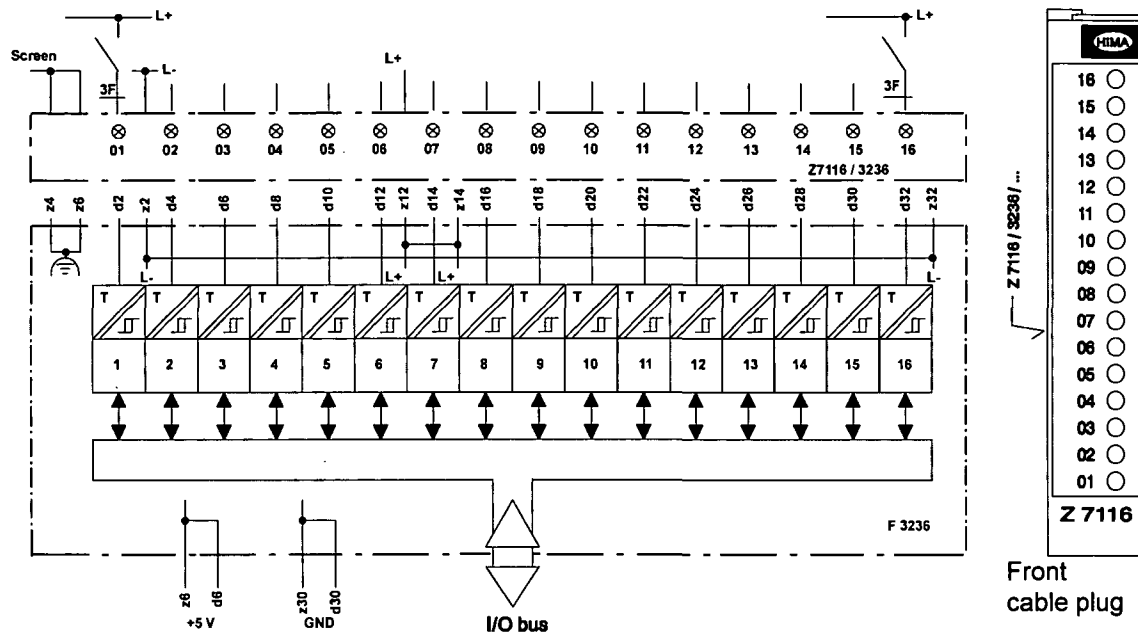 L+
L+
Screen
L-
L+
3F
3F
01 02 03 04 05 06 07 08 09 10 11 12 13 14 15 16
Z7116 / 3236
z4 z6 d2 z2 d4 d6 d8 d10 d12 z12 d14 z14 d16 d18 d20 d22 d24 d26 d28 d30 d32 z32
L- L+ L+ L-
T T T T T T T T T T T T T T T T
1 2 3 4 5 6 7 8 9 10 11 12 13 14 15 16
F 3236
z6 d6 z30 d30
+5 V GND
I/O bus
Z 7116 / 3236 / ...
HIMA
16
15
14
13
12
11
10
09
08
07
06
05
04
03
02
01
Z 7116
Front
cable plug